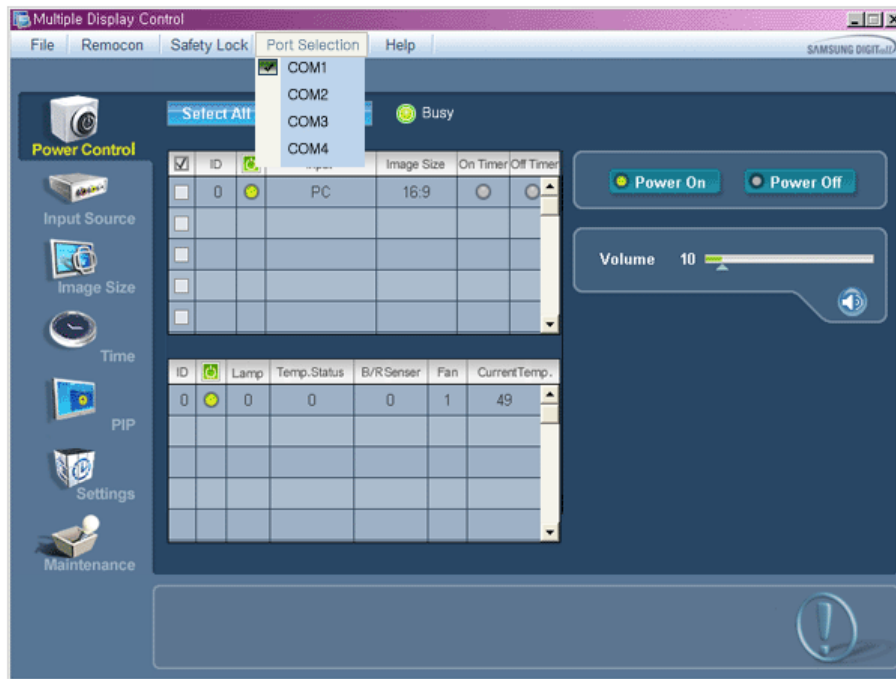 Multiple Display Control
File Remocon Safety Lock Port Selection Help
SAMSUNG DIGITall
COM1
COM2
COM3
COM4
Select All
Busy
Power Control
Input Source
Image Size
Time
PIP
Settings
Maintenance
ID Image Size On Timer Off Timer
0 PC 16:9
Power On Power Off
Volume 10
ID Lamp Temp.Status B/RSenser Fan CurrentTemp.
0 0 0 0 1 49